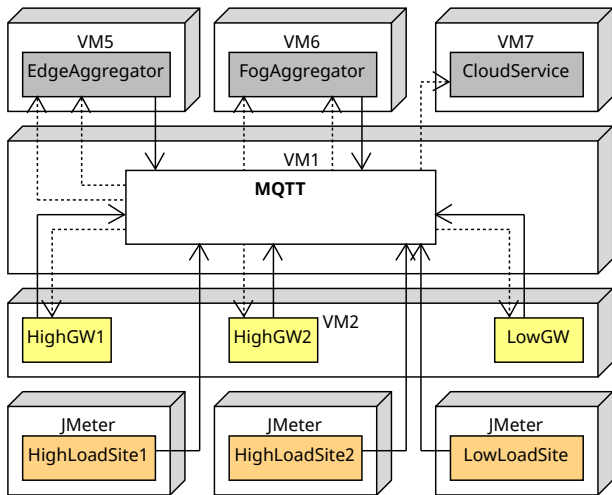 VM5
VM6
VM7
EdgeAggregator
FogAggregator
CloudService
VM1
MQTT
VM2
HighGW1
HighGW2
LowGW
JMeter
JMeter
JMeter
HighLoadSite1
HighLoadSite2
LowLoadSite